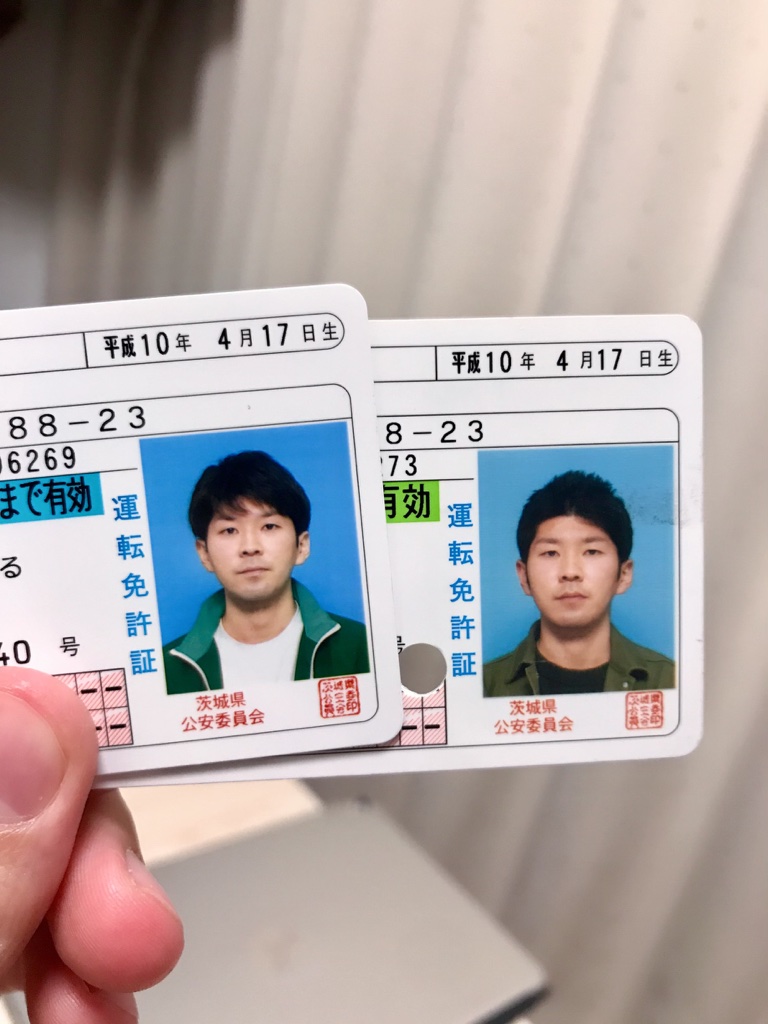 平成10年 4月17日生
88-23
06269
まで有効
運転免許証
る
40 号
茨城県
公安委員会
平成10年 4月17日生
8-23
273
有効
運転免許証
号
茨城県
公安委員会